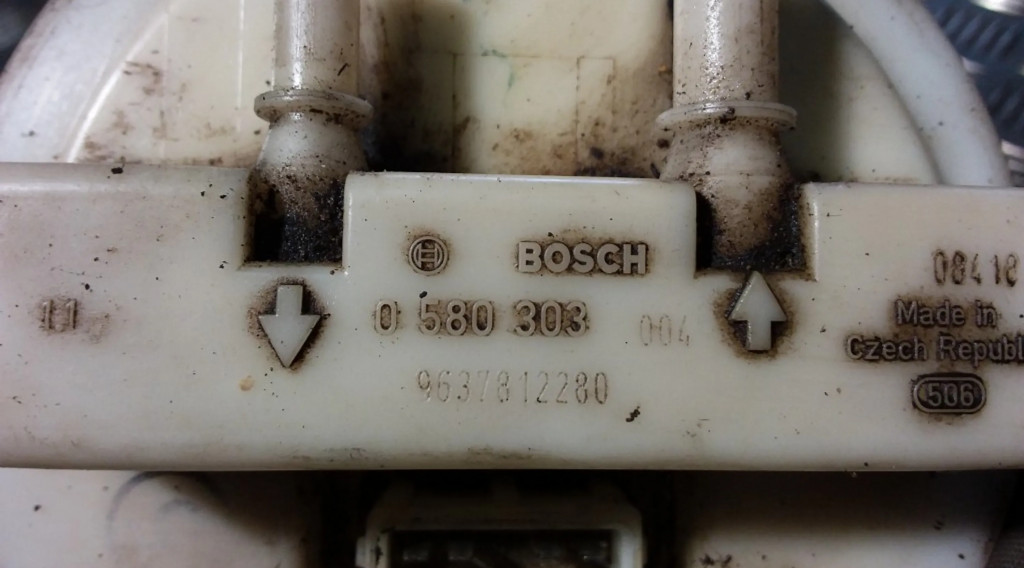 BOSCH
0 580 303 004
9637812280
11
08418
Made in
Czech Republ
506